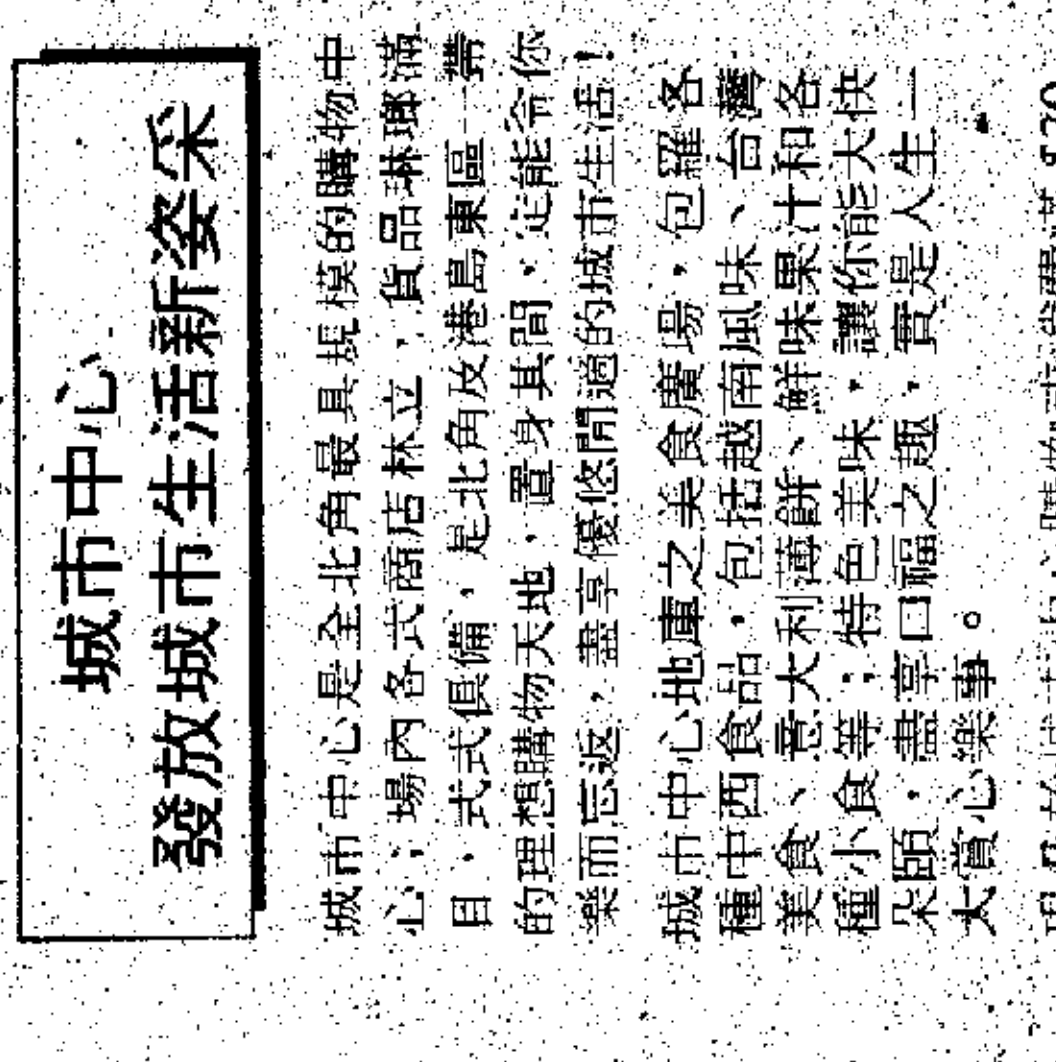 城市中心
發放城市生活新姿采
城市中心是全北角最具規模的購物中
心；場內各式商店林立，貨品琳瑯滿
目，式式俱備，是北角及港島東區一帶
的理想購物天地，置身其間，定能令你
樂而忘返，盡享優悠閒適的城市生活！
城市中心地庫之美食廣場，包羅各
種中西食品，包括越南風味、台灣
美食、意大利薄餅、鮮味果汁和各
種小食等；特色美味，讓你能大快
朵頤，盡享口福之趣，實是人生一
大賞心樂事。